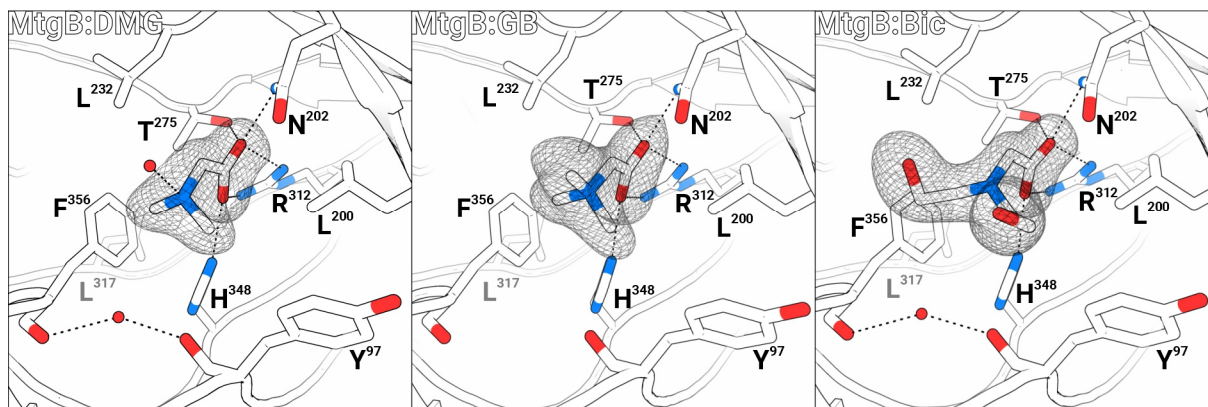 MtgB:DMG
L232
T275
N202
F356
R312
L200
L317
H348
Y97
MtgB:GB
L232
T275
N202
F356
R312
L200
L317
H348
Y97
MtgB:Bic
L232
T275
N202
F356
R312
L200
L317
H348
Y97